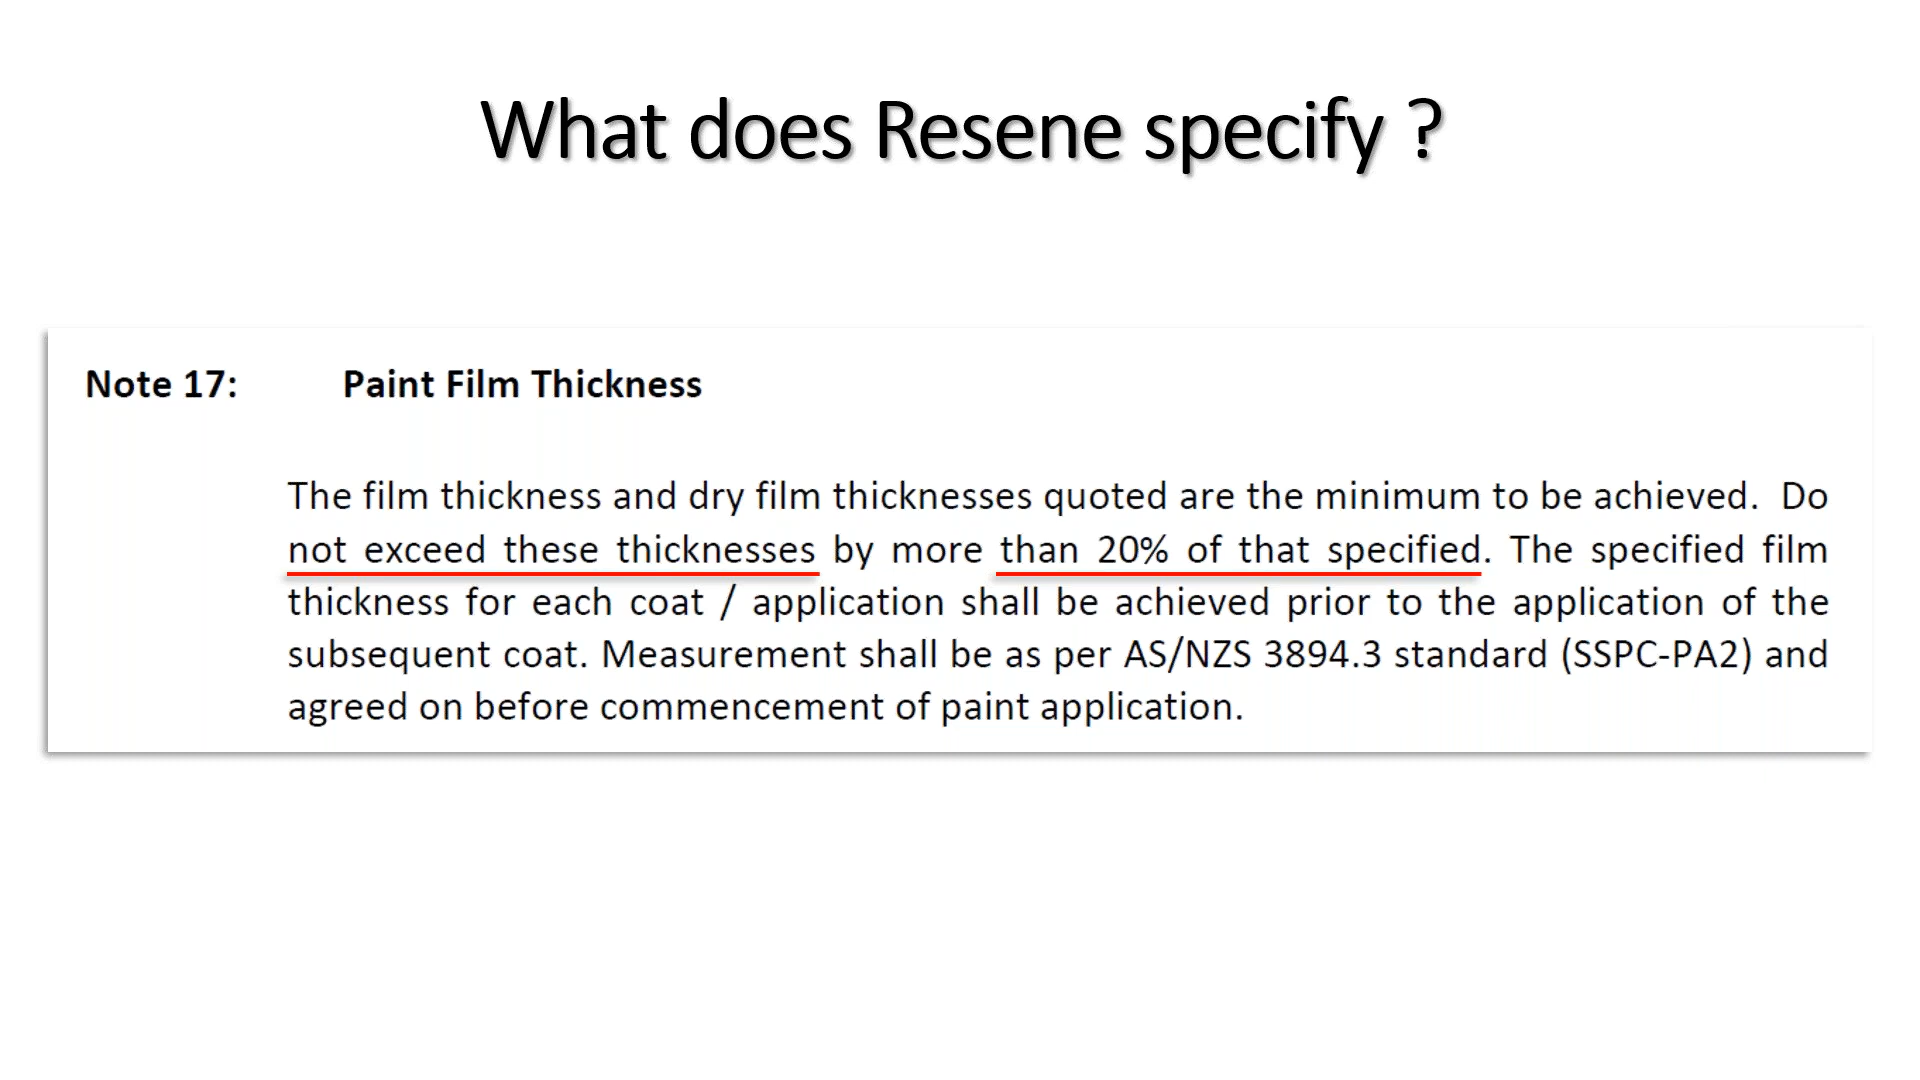 What does Resene specify ?
Note 17: Paint Film Thickness
The film thickness and dry film thicknesses quoted are the minimum to be achieved. Do
not exceed these thicknesses by more than 20% of that specified. The specified film
thickness for each coat / application shall be achieved prior to the application of the
subsequent coat. Measurement shall be as per AS/NZS 3894.3 standard (SSPC-PA2) and
agreed on before commencement of paint application.